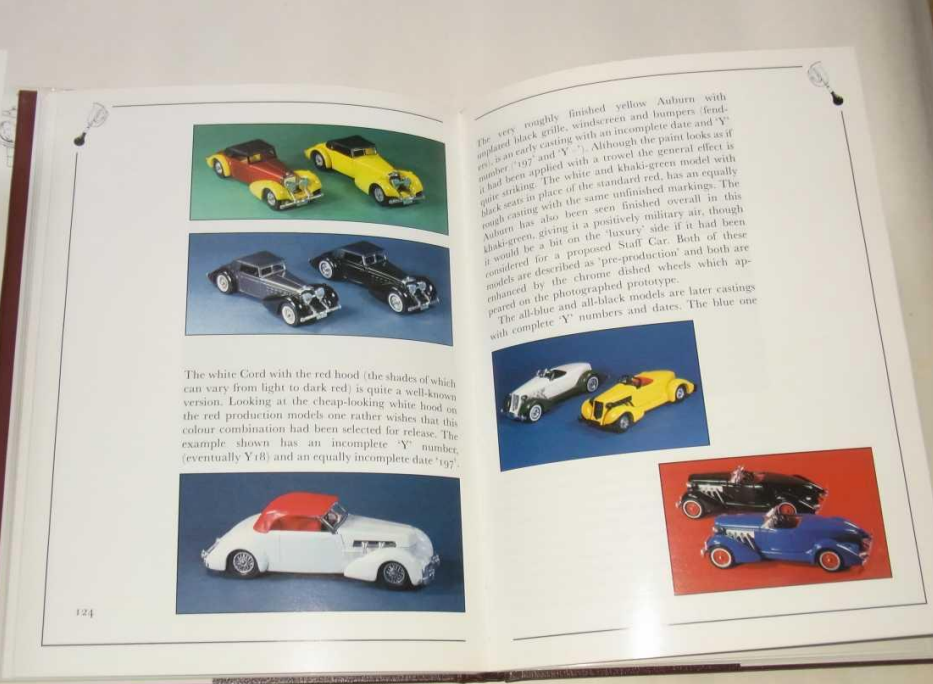 The white Cord with the red hood (the shades of which
can vary from light to dark red) is quite a well-known
version. Looking at the cheap-looking white hood on
the red production models one rather wishes that this
colour combination had been selected for release. The
example shown has an incomplete ‘Y’ number,
(eventually Y18) and an equally incomplete date ‘197’.
124
The very roughly finished yellow Auburn with
unplated black grille, windscreen and bumpers (fend-
ers), is an early casting with an incomplete date and ‘Y’
number (‘197’ and ‘Y -’). Although the paint looks as if
it had been applied with a trowel the general effect is
quite striking. The white and khaki-green model with
black seats in place of the standard red, has an equally
rough casting with the same unfinished markings. The
Auburn has also been seen finished overall in this
khaki-green, giving it a positively military air, though
it would be a bit on the ‘luxury’ side if it had been
considered for a proposed Staff Car. Both of these
models are described as ‘pre-production’ and both are
enhanced by the chrome dished wheels which ap-
peared on the photographed prototype.
The all-blue and all-black models are later castings
with complete ‘Y’ numbers and dates. The blue one